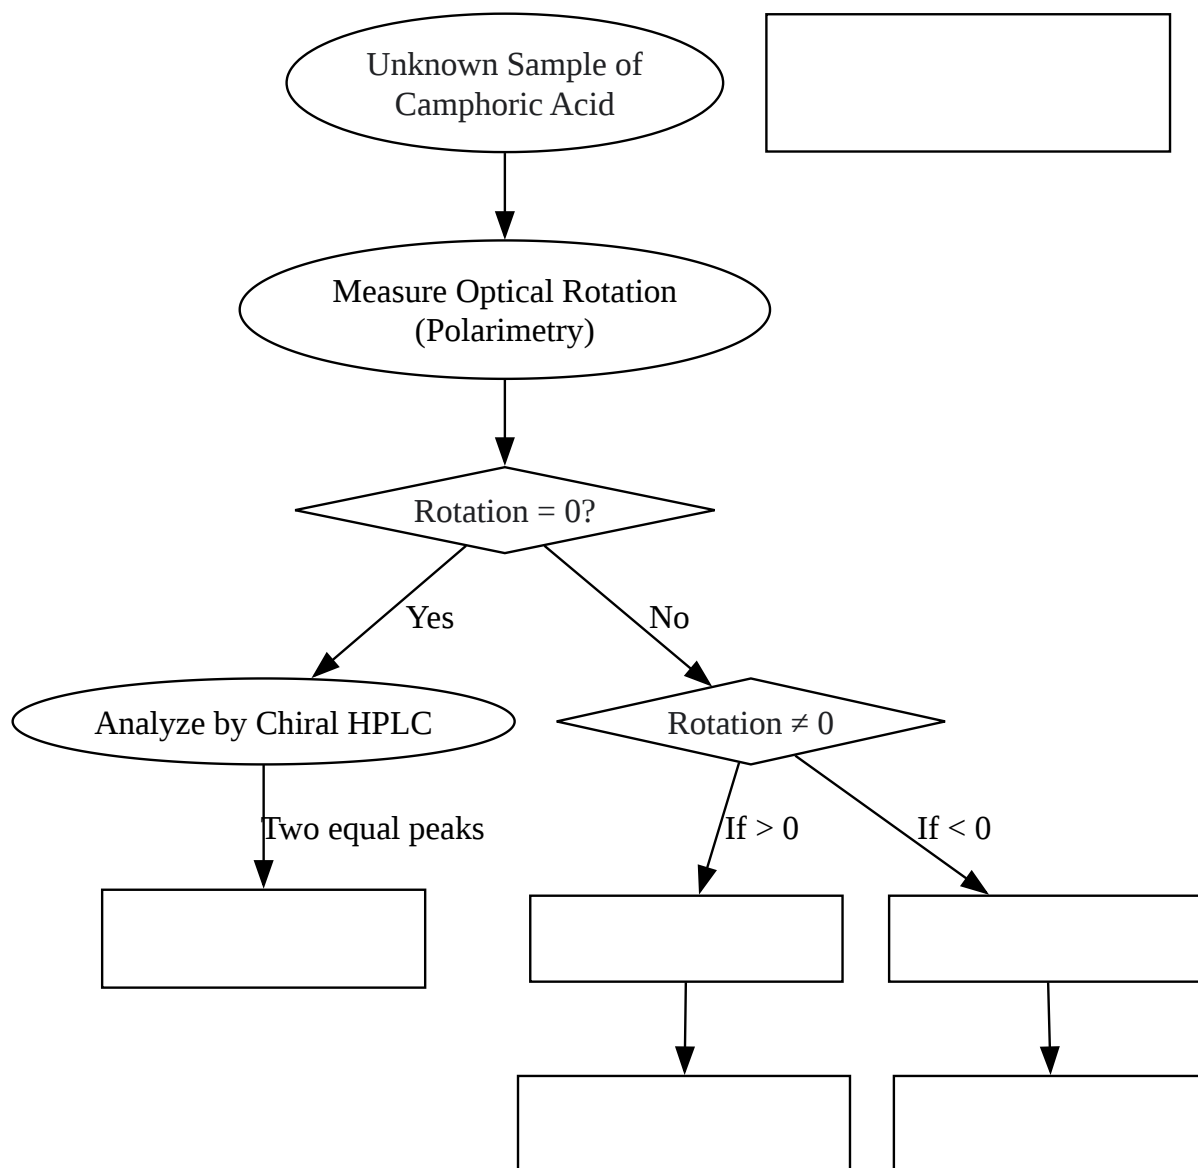 Unknown Sample of
Camphoric Acid
Measure Optical Rotation
(Polarimetry)
Rotation = 0?
Yes
No
Analyze by Chiral HPLC
Rotation ≠ 0
Two equal peaks
If > 0
If < 0